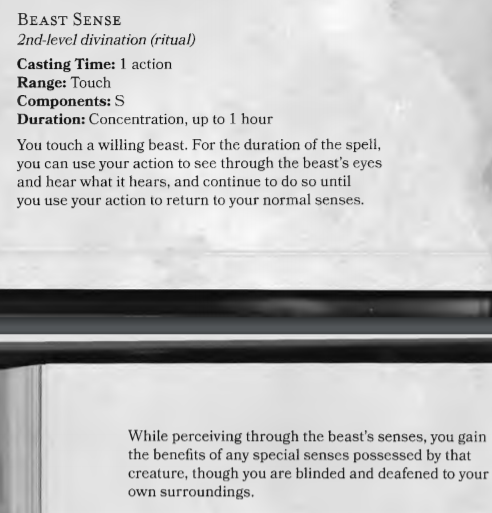 BEAST SENSE
2nd-level divination (ritual)
Casting Time: 1 action
Range: Touch
Components: S
Duration: Concentration, up to 1 hour
You touch a willing beast. For the duration of the spell,
you can use your action to see through the beast's eyes
and hear what it hears, and continue to do so until
you use your action to return to your normal senses.
While perceiving through the beast's senses, you gain
the benefits of any special senses possessed by that
creature, though you are blinded and deafened to your
own surroundings.